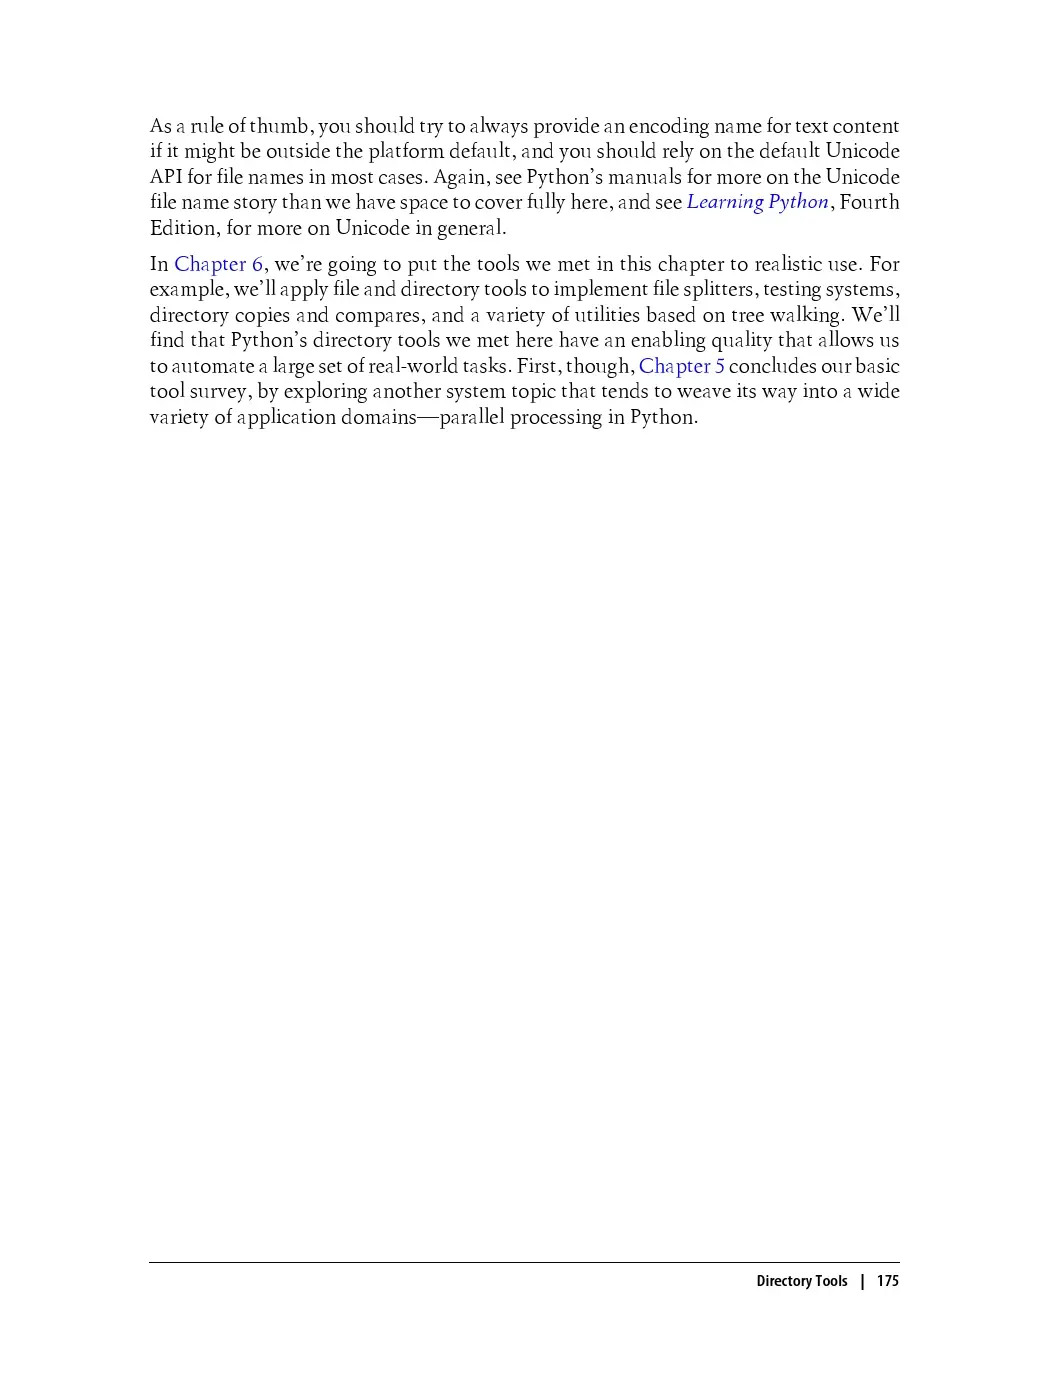 As a rule of thumb, you should try to always provide an encoding name for text content
if it might be outside the platform default, and you should rely on the default Unicode
API for file names in most cases. Again, see Python’s manuals for more on the Unicode
file name story than we have space to cover fully here, and see Learning Python, Fourth
Edition, for more on Unicode in general.
In Chapter 6, we’re going to put the tools we met in this chapter to realistic use. For
example, we’ll apply file and directory tools to implement file splitters, testing systems,
directory copies and compares, and a variety of utilities based on tree walking. We’ll
find that Python’s directory tools we met here have an enabling quality that allows us
to automate a large set of real-world tasks. First, though, Chapter 5 concludes our basic
tool survey, by exploring another system topic that tends to weave its way into a wide
variety of application domains—parallel processing in Python.
Directory Tools | 175